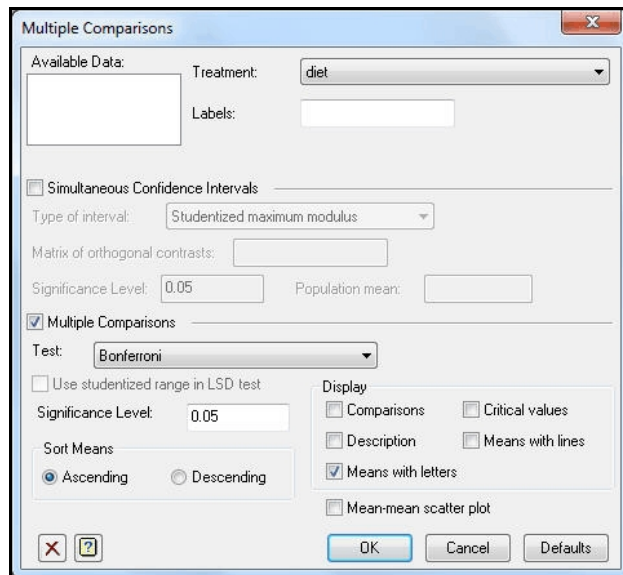 Multiple Comparisons
Available Data:
Treatment: diet
Labels:
Simultaneous Confidence Intervals
Type of interval: Studentized maximum modulus
Matrix of orthogonal contrasts:
Significance Level: 0.05 Population mean:
Multiple Comparisons
Test: Bonferroni
Use studentized range in LSD test
Display
Significance Level: 0.05
Comparisons Critical values
Description Means with lines
Sort Means
Ascending Descending
Means with letters
Mean-mean scatter plot
OK Cancel Defaults